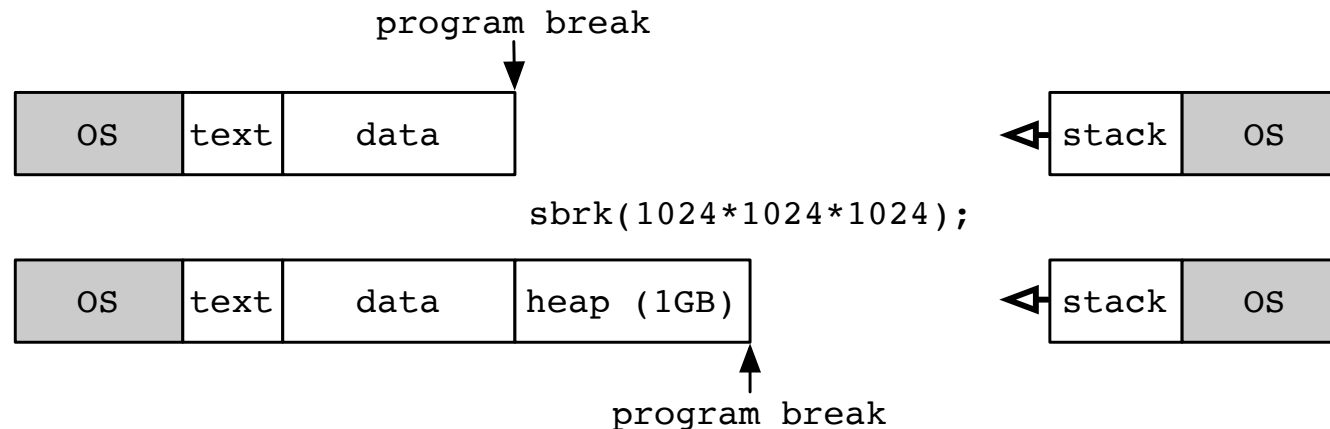 program break
OS text data stack OS
sbrk(1024*1024*1024);
OS text data heap (1GB) stack OS
program break